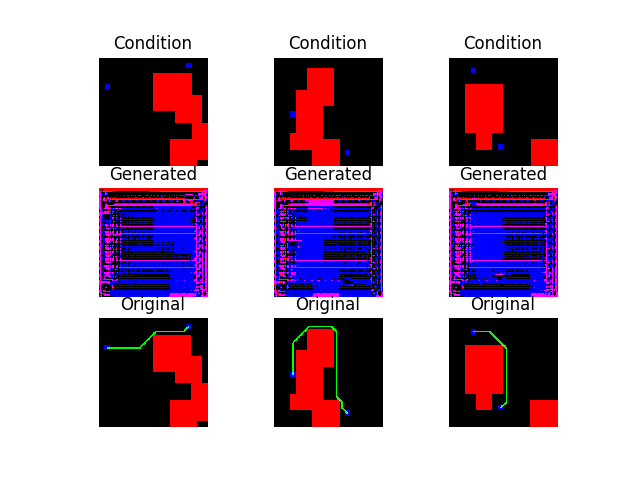 Condition Condition Condition
Generated Generated Generated
Original Original Original